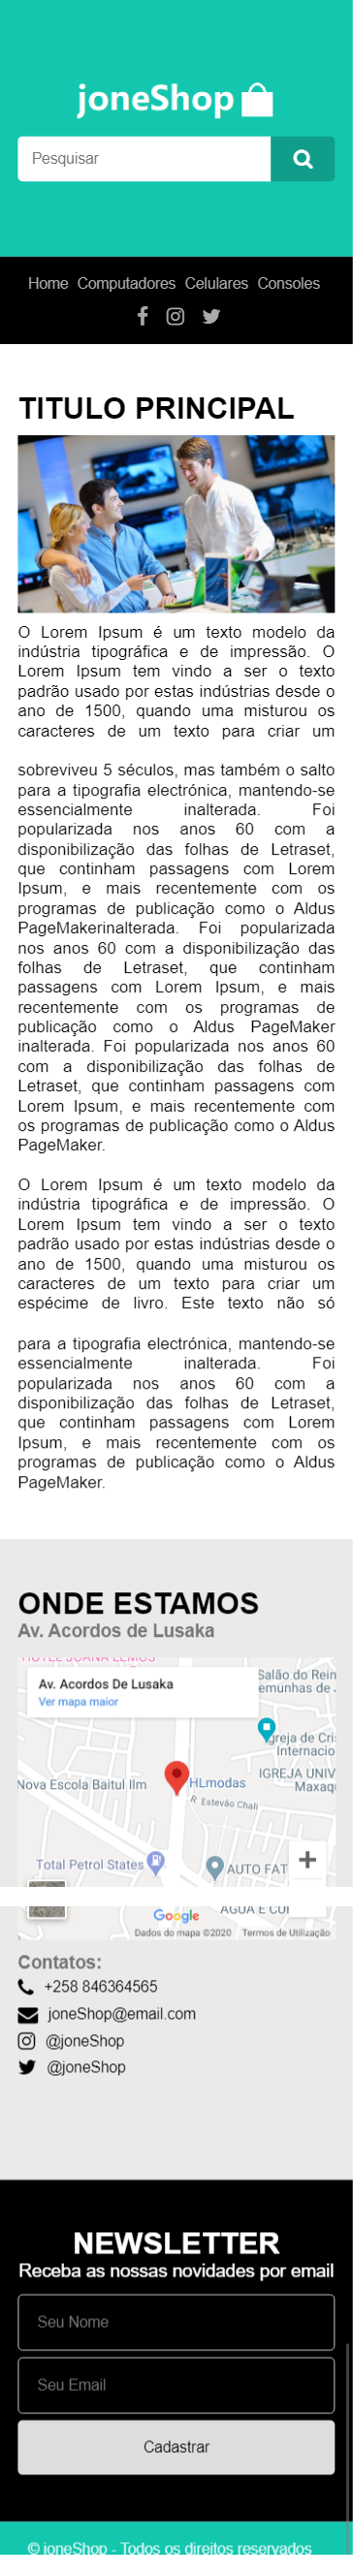 joneShop
Pesquisar
Home Computadores Celulares Consoles
TITULO PRINCIPAL
O Lorem Ipsum é um texto modelo da
indústria tipográfica e de impressão. O
Lorem Ipsum tem vindo a ser o texto
padrão usado por estas indústrias desde o
ano de 1500, quando uma misturou os
caracteres de um texto para criar um
sobreviveu 5 séculos, mas também o salto
para a tipografia electrónica, mantendo-se
essencialmente inalterada. Foi
popularizada nos anos 60 com a
disponibilização das folhas de Letraset,
que continham passagens com Lorem
Ipsum, e mais recentemente com os
programas de publicação como o Aldus
PageMakerinalterada. Foi popularizada
nos anos 60 com a disponibilização das
folhas de Letraset, que continham
passagens com Lorem Ipsum, e mais
recentemente com os programas de
publicação como o Aldus PageMaker
inalterada. Foi popularizada nos anos 60
com a disponibilização das folhas de
Letraset, que continham passagens com
Lorem Ipsum, e mais recentemente com
os programas de publicação como o Aldus
PageMaker.
O Lorem Ipsum é um texto modelo da
indústria tipográfica e de impressão. O
Lorem Ipsum tem vindo a ser o texto
padrão usado por estas indústrias desde o
ano de 1500, quando uma misturou os
caracteres de um texto para criar um
espécime de livro. Este texto não só
para a tipografia electrónica, mantendo-se
essencialmente inalterada. Foi
popularizada nos anos 60 com a
disponibilização das folhas de Letraset,
que continham passagens com Lorem
Ipsum, e mais recentemente com os
programas de publicação como o Aldus
PageMaker.
ONDE ESTAMOS
Av. Acordos de Lusaka
HOTEL JUANA LEMOS
Av. Acordos De Lusaka
Ver mapa maior
Salão do Rein
emunhas de
Igreja de Cris
Internacio
HLmodas
IGREJA UNIV
Maxaqu
Nova Escola Baitul Ilm
R. Estevão Chali
Total Petrol States
AUTO FAT
AGUA E CUI
Google
Dados do mapa ©2020 Termos de Utilização
Contatos:
+258 846364565
joneShop@email.com
@joneShop
@joneShop
NEWSLETTER
Receba as nossas novidades por email
Seu Nome
Seu Email
Cadastrar
© joneShop - Todos os direitos reservados